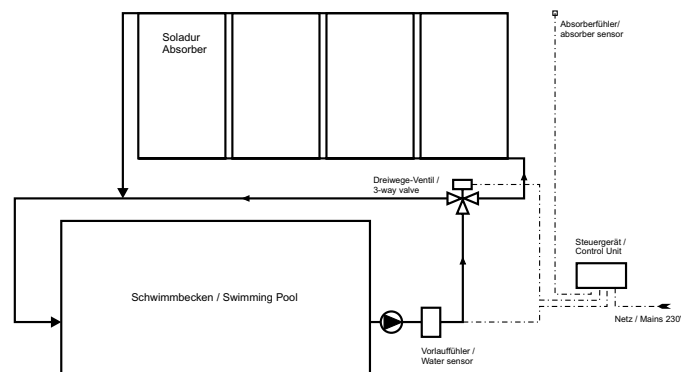 Soladur
Absorber
Absorberfühler/
absorber sensor
Dreiwege-Ventil /
3-way valve
Steuergerät /
Control Unit
Schwimmbecken / Swimming Pool
Netz / Mains 230
Vorlauffühler /
Water sensor